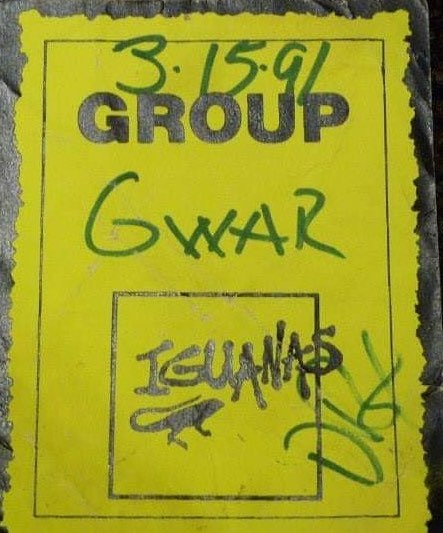 3.15.91
GROUP
GWAR
IGUANAS